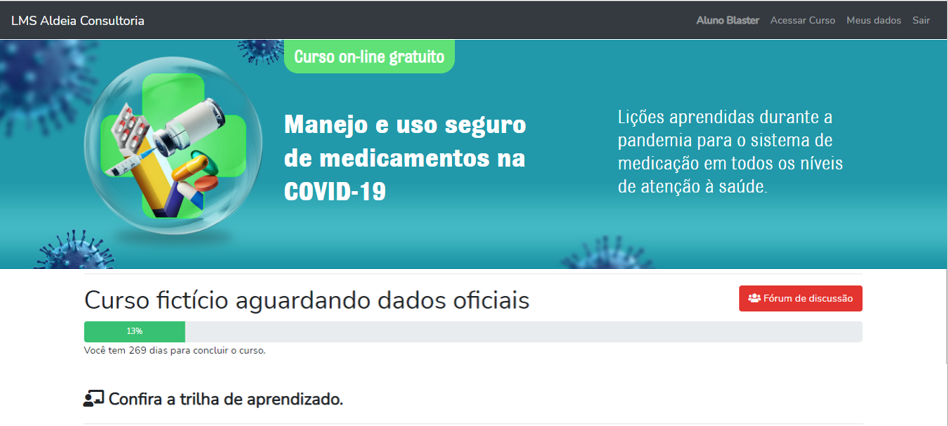 LMS Aldeia Consultoria
Aluno Blaster Acessar Curso Meus dados Sair
Curso on-line gratuito
Manejo e uso seguro
de medicamentos na
COVID-19
Lições aprendidas durante a
pandemia para o sistema de
medicação em todos os níveis
de atenção à saúde.
Curso fictício aguardando dados oficiais
Fórum de discussão
13%
Você tem 269 dias para concluir o curso.
Confira a trilha de aprendizado.